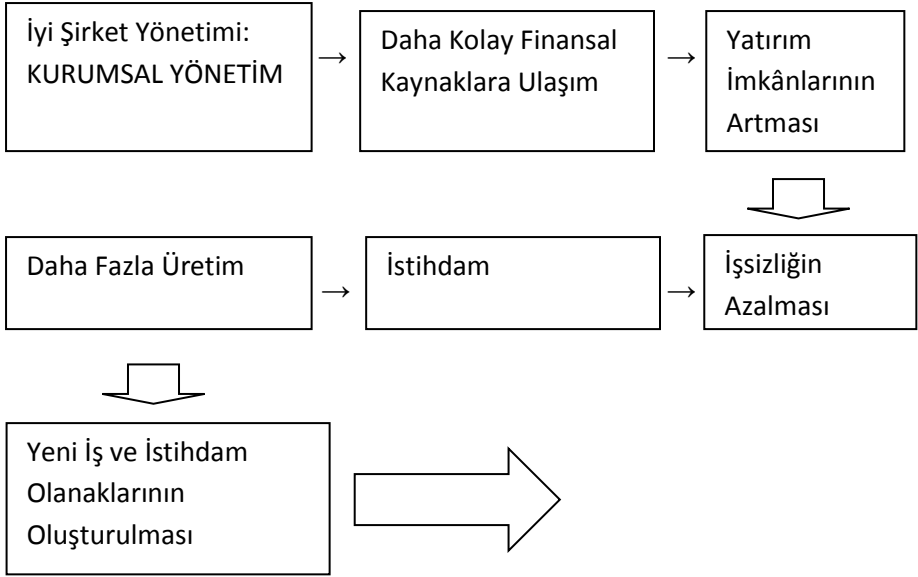 İyi Şirket Yönetimi:
KURUMSAL YÖNETİM
→
Daha Kolay Finansal
Kaynaklara Ulaşım
→
Yatırım
İmkânlarının
Artması
Daha Fazla Üretim
→
İstihdam
→
İşsizliğin
Azalması
Yeni İş ve İstihdam
Olanaklarının
Oluşturulması